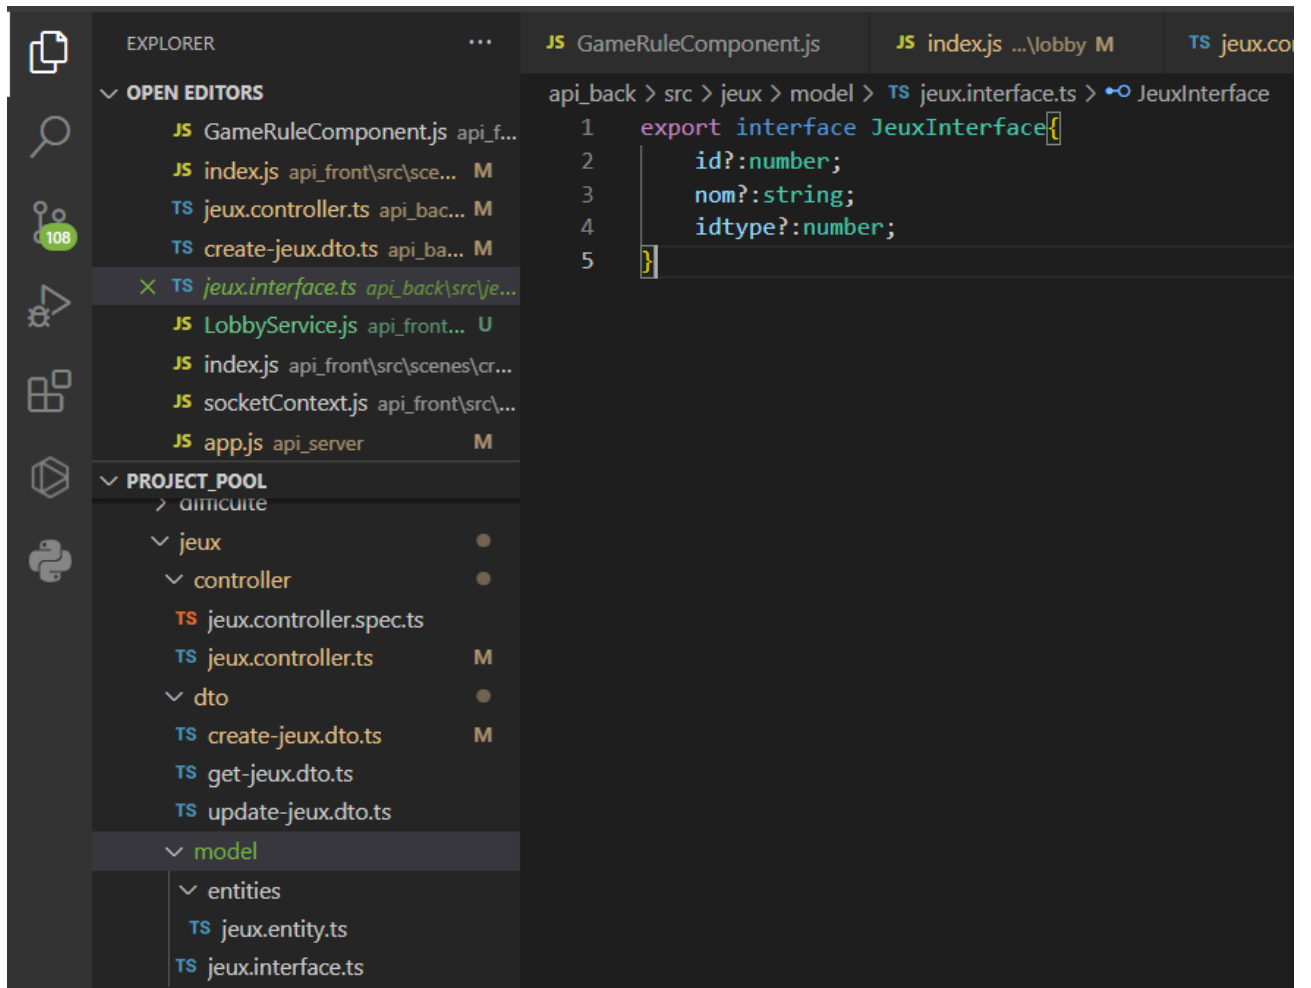 EXPLORER ...
OPEN EDITORS
JS GameRuleComponent.js api_f...
JS index.js api_front\src\sce... M
TS jeux.controller.ts api_bac... M
TS create-jeux.dto.ts api_ba... M
TS jeux.interface.ts api_back\src\je...
JS LobbyService.js api_front... U
JS index.js api_front\src\scenes\cr...
JS socketContext.js api_front\src\...
JS app.js api_server M
PROJECT_POOL
difficulte
jeux
controller
TS jeux.controller.spec.ts
TS jeux.controller.ts M
dto
TS create-jeux.dto.ts M
TS get-jeux.dto.ts
TS update-jeux.dto.ts
model
entities
TS jeux.entity.ts
TS jeux.interface.ts
108
JS GameRuleComponent.js JS index.js ...\lobby M TS jeux.co
api_back > src > jeux > model > TS jeux.interface.ts > JeuxInterface
1 export interface JeuxInterface{
2 id?:number;
3 nom?:string;
4 idtype?:number;
5 }